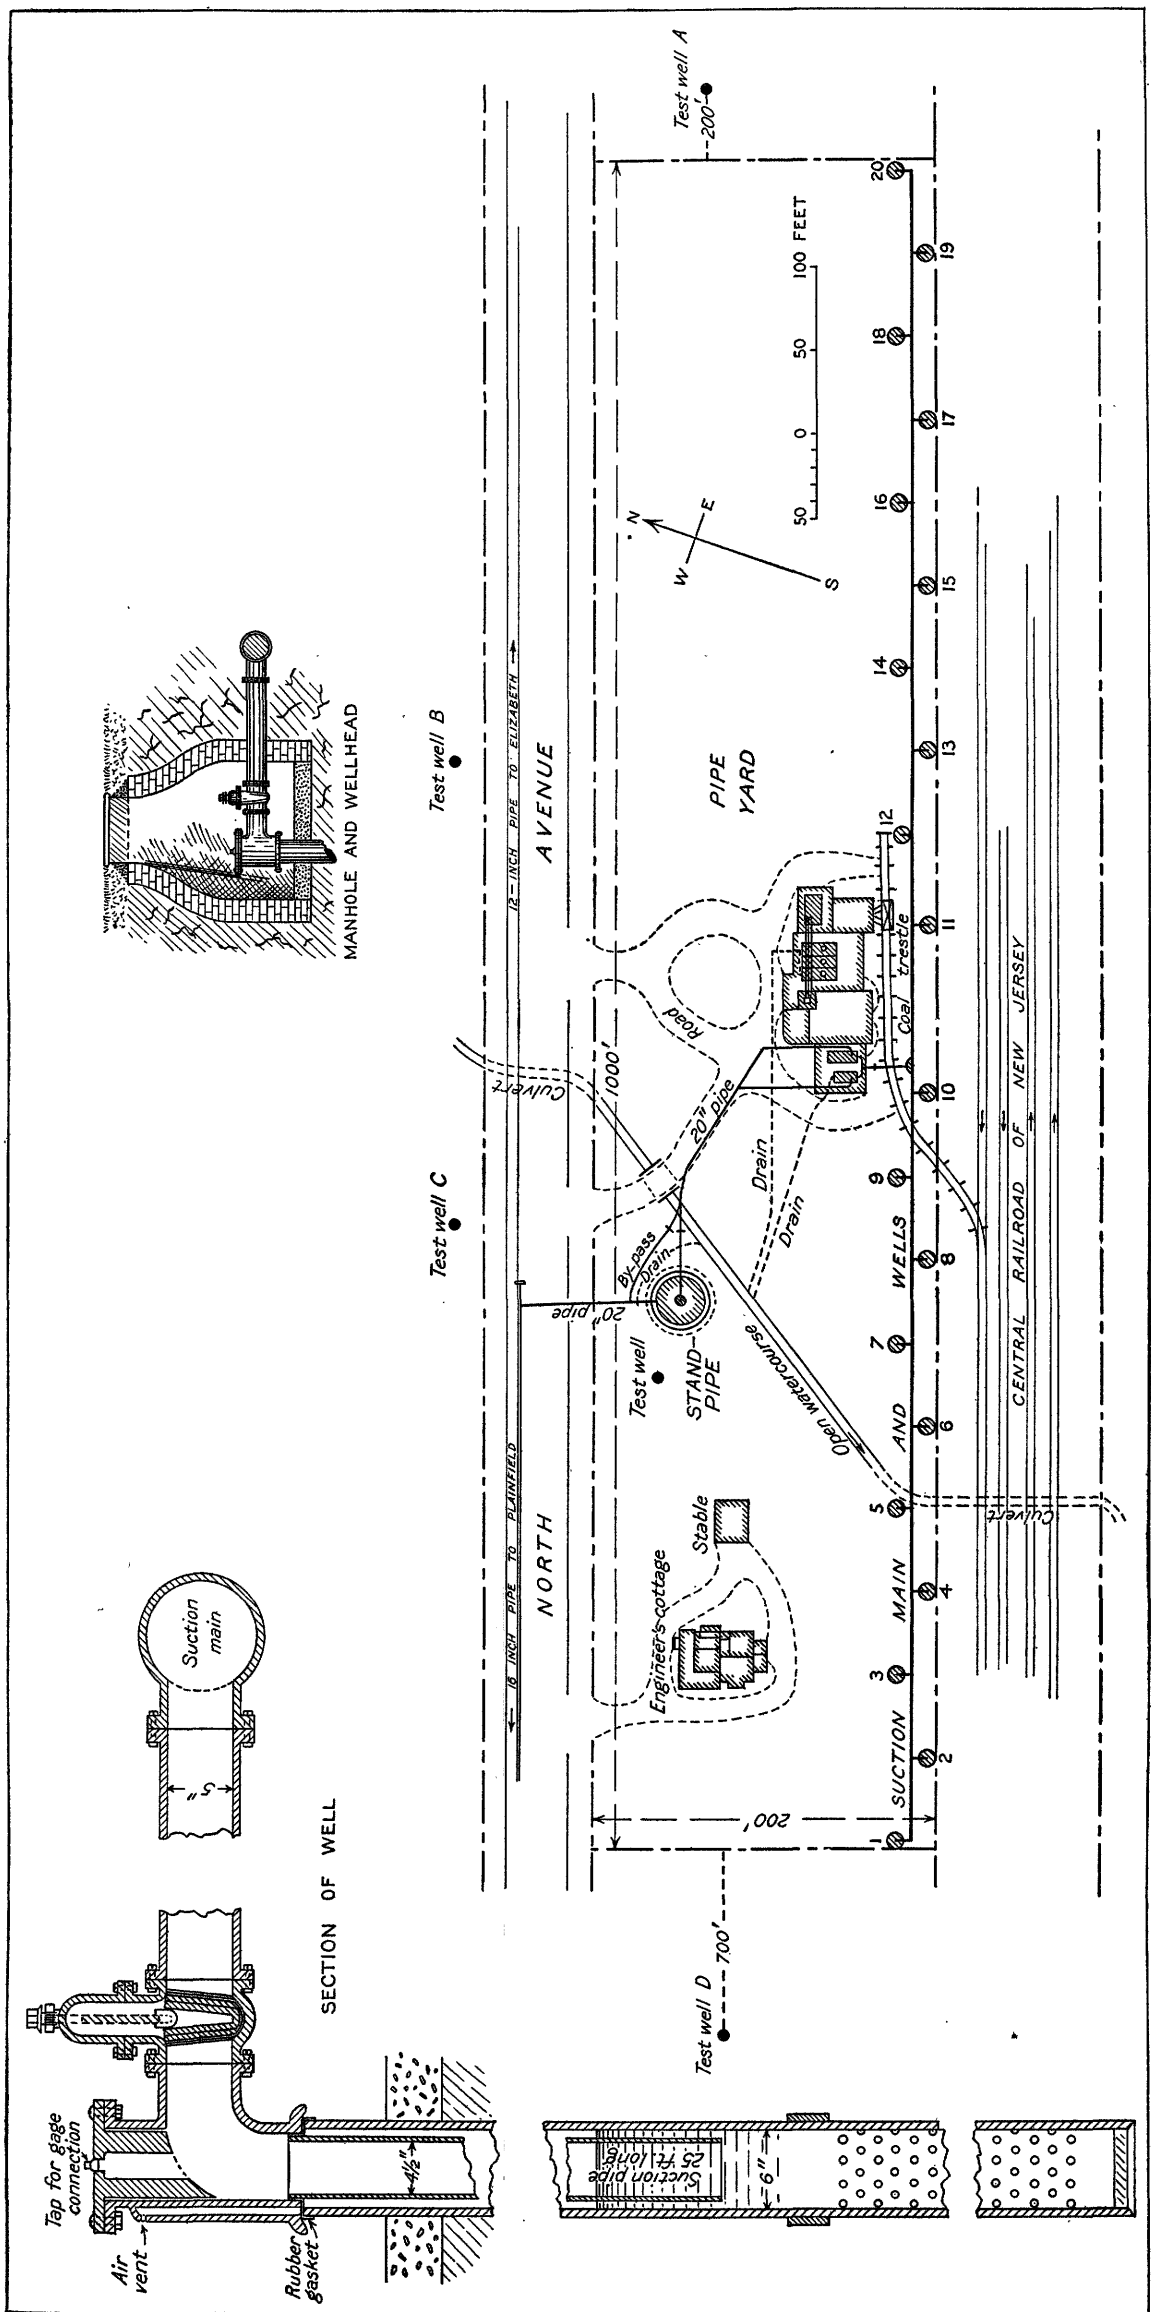 Tap for gage
connection
Air
vent
Rubber
gasket
4½"
Suction pipe
25 ft. long
6"
5"
Suction
main
SECTION OF WELL
MANHOLE AND WELLHEAD
Test well D
700'
Test well C
Test well B
Test well A
200'
16 INCH PIPE TO PLAINFIELD
12-INCH PIPE TO ELIZABETH
NORTH
AVENUE
Culvert
1000'
200'
20" pipe
By-pass
Drain
20" pipe
Road
Test well
STAND-
PIPE
Engineer's cottage
Stable
Open watercourse
Drain
Drain
PIPE
YARD
N
W
E
S
50
0
50
100 FEET
Coal trestle
SUCTION MAIN AND WELLS
1
2
3
4
5
6
7
8
9
10
11
12
13
14
15
16
17
18
19
20
Culvert
CENTRAL RAILROAD OF NEW JERSEY